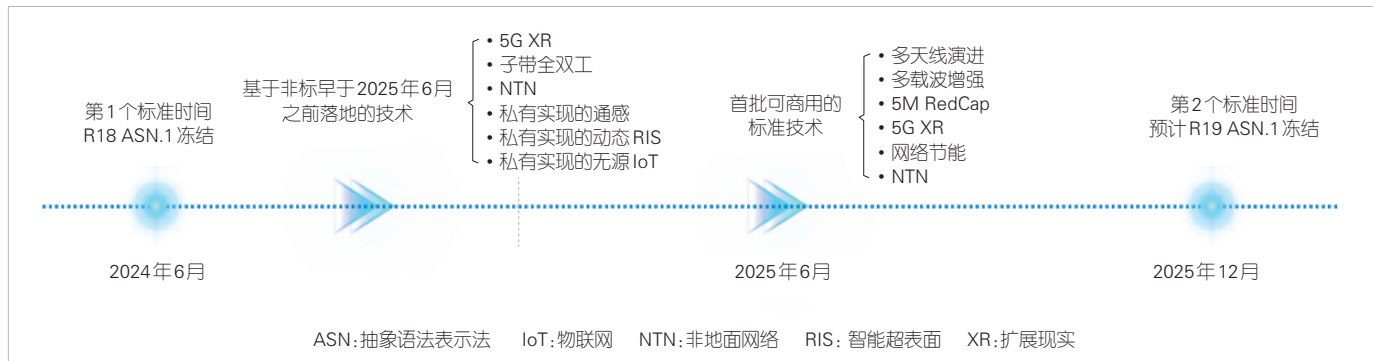 第1个标准时间
R18 ASN.1冻结
基于非标早于2025年6月
之前落地的技术
• 5G XR
• 子带全双工
• NTN
• 私有实现的通感
• 私有实现的动态RIS
• 私有实现的无源IoT
首批可商用的
标准技术
• 多天线演进
• 多载波增强
• 5M RedCap
• 5G XR
• 网络节能
• NTN
第2个标准时间
预计R19 ASN.1冻结
2024年6月
2025年6月
2025年12月
ASN:抽象语法表示法 IoT:物联网 NTN:非地面网络 RIS:智能超表面 XR:扩展现实